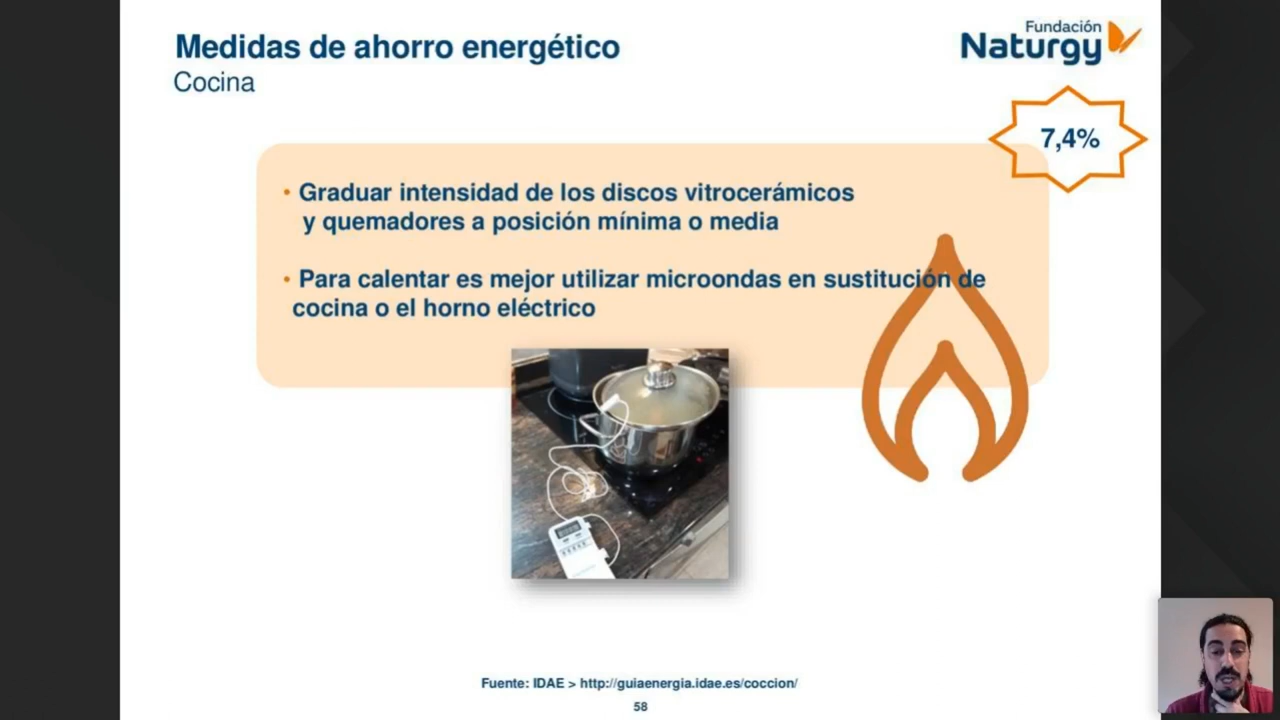 Medidas de ahorro energético
Cocina
Fundación
Naturgy
7,4%
• Graduar intensidad de los discos vitrocerámicos
y quemadores a posición mínima o media
• Para calentar es mejor utilizar microondas en sustitución de
cocina o el horno eléctrico
Fuente: IDAE > http://guiaenergia.idae.es/coccion/
58